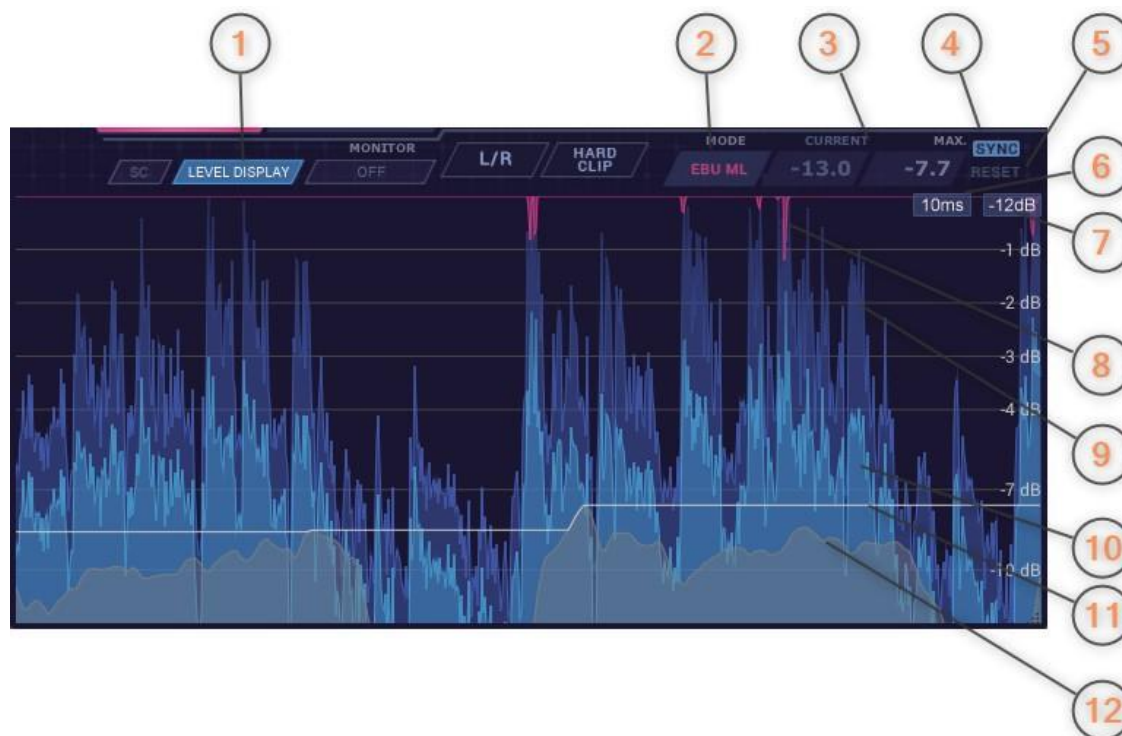 1
2
3
4
5
MONITOR
MODE
CURRENT
MAX.
SYNC
SC
LEVEL DISPLAY
OFF
L/R
HARD
CLIP
EBU ML
-13.0
-7.7
RESET
6
10ms
-12dB
7
-1 dB
-2 dB
-3 dB
8
-4 dB
9
-7 dB
10
-10 dB
11
12